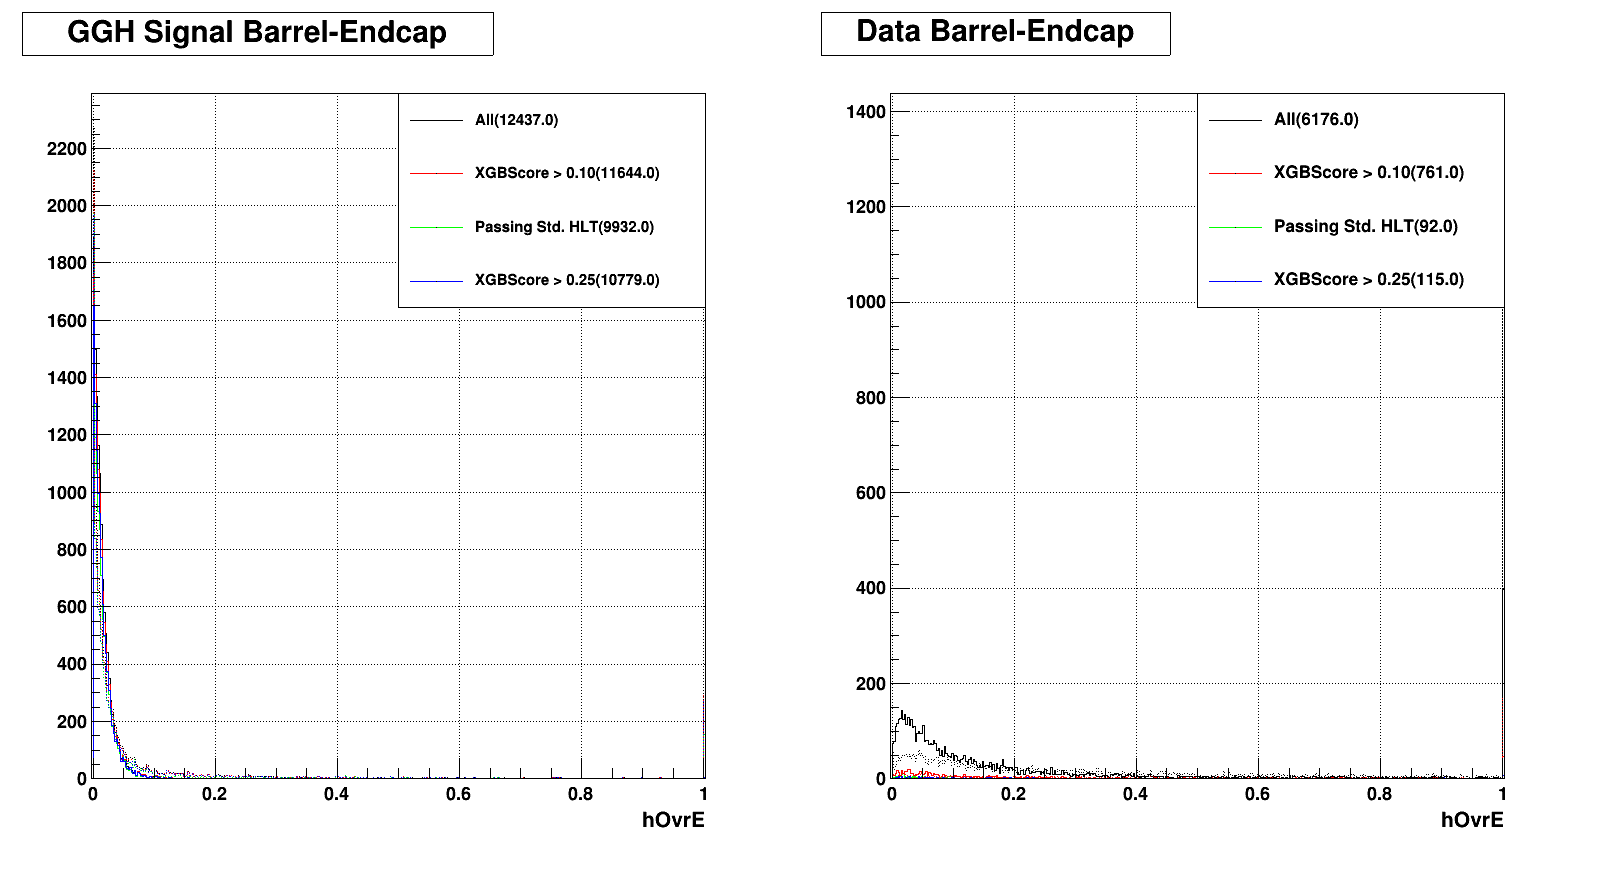 GGH Signal Barrel-Endcap
All(12437.0)
XGBScore > 0.10(11644.0)
Passing Std. HLT(9932.0)
XGBScore > 0.25(10779.0)
2200
2000
1800
1600
1400
1200
1000
800
600
400
200
0
0 0.2 0.4 0.6 0.8 1
hOvrE
Data Barrel-Endcap
All(6176.0)
XGBScore > 0.10(761.0)
Passing Std. HLT(92.0)
XGBScore > 0.25(115.0)
1400
1200
1000
800
600
400
200
0
0 0.2 0.4 0.6 0.8 1
hOvrE